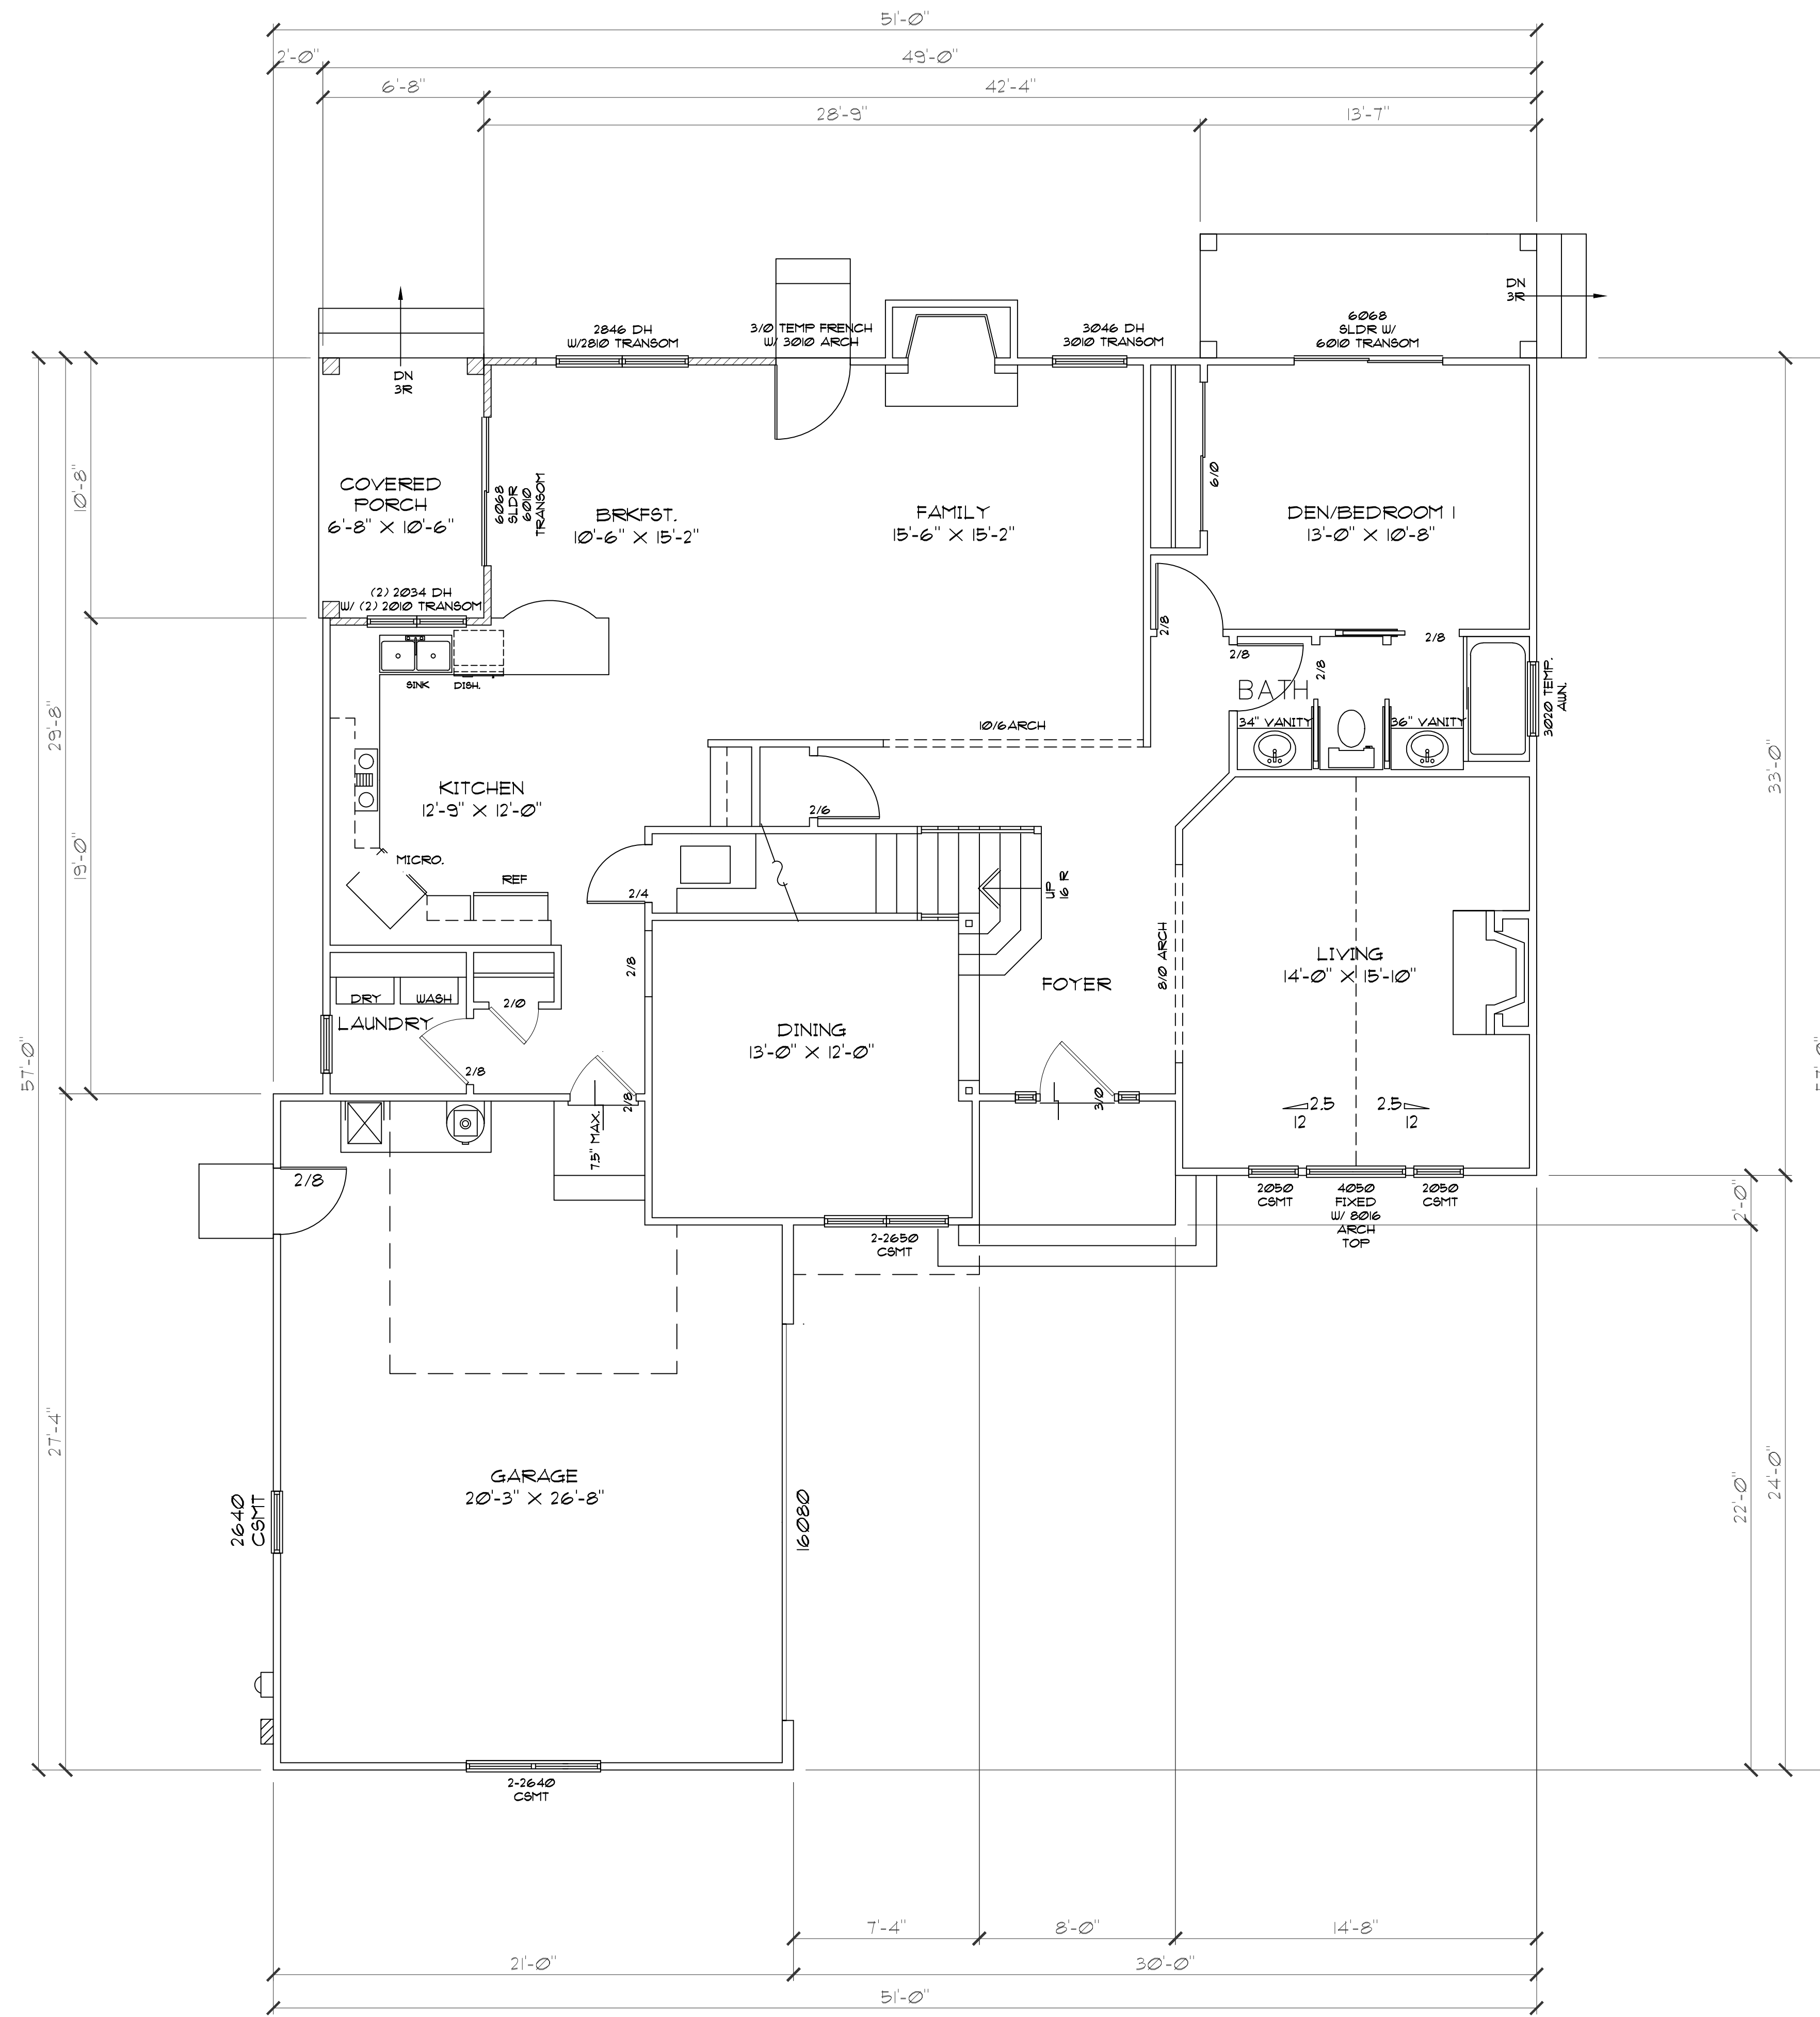 51'-0"
2'-0"
49'-0"
6'-8"
42'-4"
28'-9"
13'-7"
DN
3R
2846 DH
W/2810 TRANSOM
3/0 TEMP FRENCH
W/ 3010 ARCH
3046 DH
3010 TRANSOM
6068
SLDR W/
6010 TRANSOM
DN
3R
COVERED
PORCH
6'-8" X 10'-6"
6068
SLDR
6010
TRANSOM
BRKFST.
10'-6" X 15'-2"
FAMILY
15'-6" X 15'-2"
6/0
DEN/BEDROOM 1
13'-0" X 10'-8"
10'-8"
(2) 2034 DH
W/ (2) 2010 TRANSOM
SINK
DISH.
2/8
2/8
2/8
2/8
BATH
34" VANITY
36" VANITY
3020 TEMP.
AWN.
29'-8"
33'-0"
10/6 ARCH
KITCHEN
12'-9" X 12'-0"
2/6
19'-0"
MICRO.
REF
2/4
UP
16 R
2/8
8/0 ARCH
LIVING
14'-0" X 15'-10"
FOYER
DRY
WASH
2/0
LAUNDRY
DINING
13'-0" X 12'-0"
57'-0"
57'-0"
2/8
2/8
3/0
7.5" MAX.
2.5
12
2.5
12
2/8
2050
CSMT
4050
FIXED
W/ 8016
ARCH
TOP
2050
CSMT
2'-0"
2-2650
CSMT
27'-4"
GARAGE
20'-3" X 26'-8"
2640
CSMT
16080
22'-0"
24'-0"
2-2640
CSMT
7'-4"
8'-0"
14'-8"
21'-0"
30'-0"
51'-0"